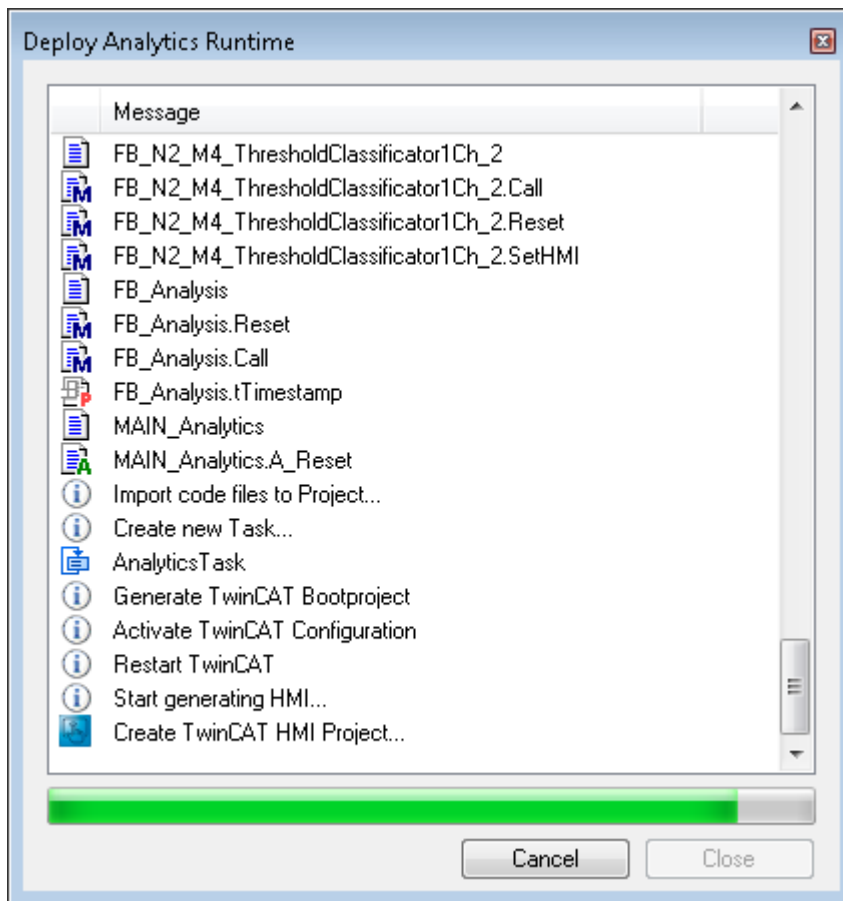 Deploy Analytics Runtime
Message
FB_N2_M4_ThresholdClassificator1Ch_2
FB_N2_M4_ThresholdClassificator1Ch_2.Call
FB_N2_M4_ThresholdClassificator1Ch_2.Reset
FB_N2_M4_ThresholdClassificator1Ch_2.SetHMI
FB_Analysis
FB_Analysis.Reset
FB_Analysis.Call
FB_Analysis.tTimestamp
MAIN_Analytics
MAIN_Analytics.A_Reset
Import code files to Project...
Create new Task...
AnalyticsTask
Generate TwinCAT Bootproject
Activate TwinCAT Configuration
Restart TwinCAT
Start generating HMI...
Create TwinCAT HMI Project...
Cancel Close